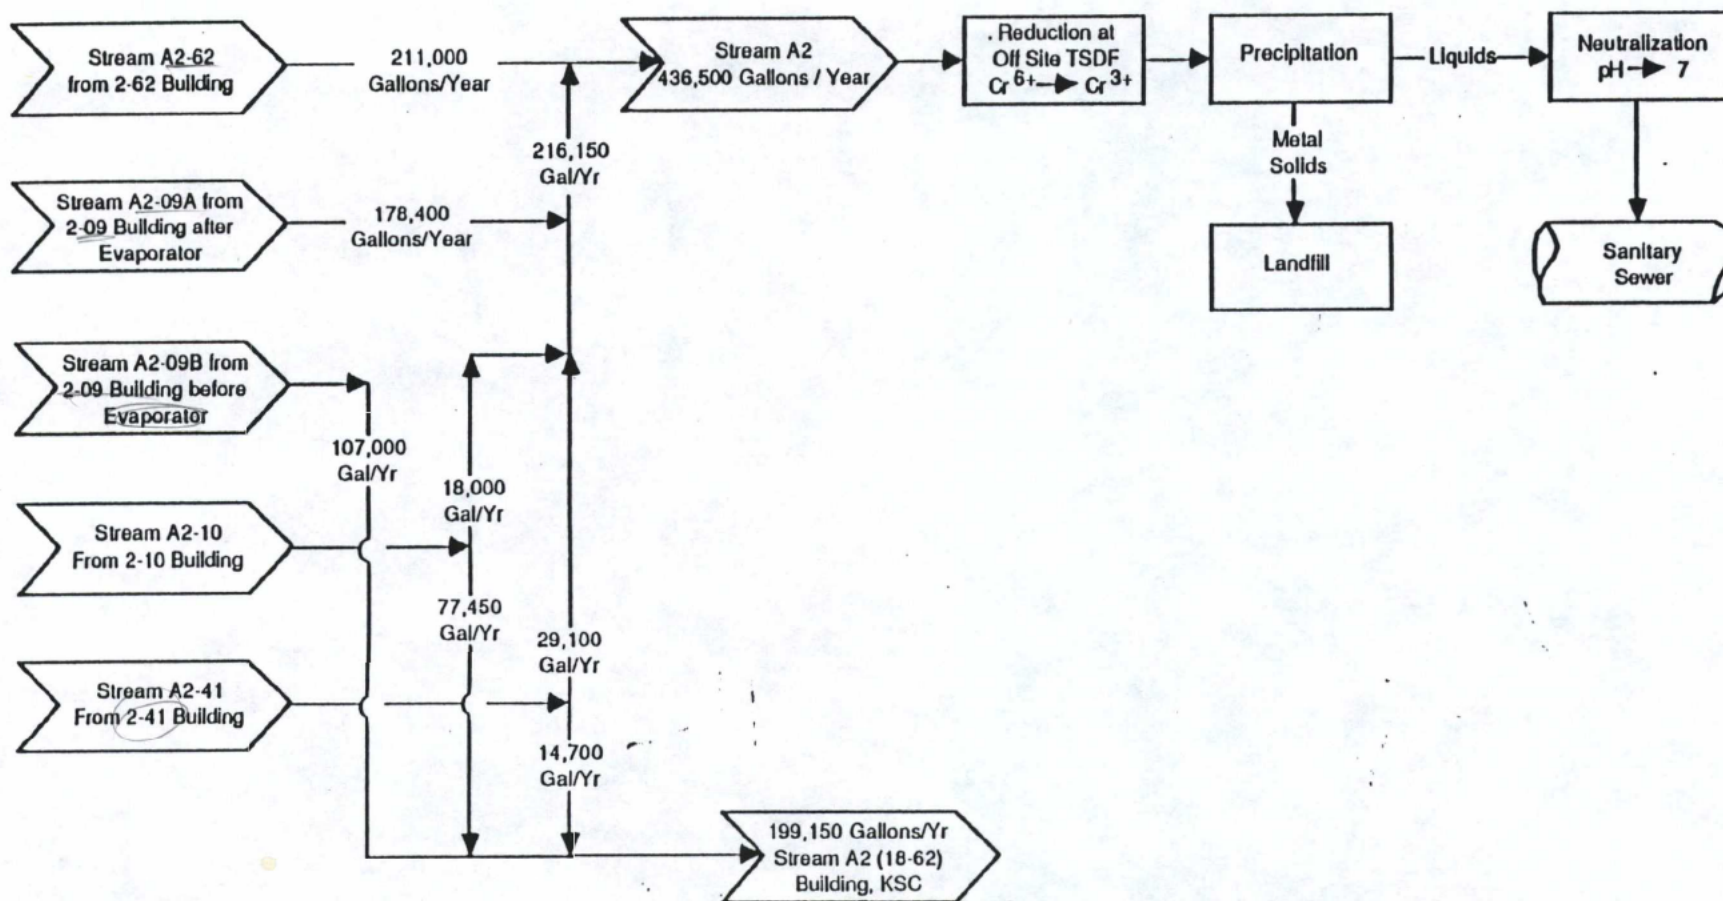 Stream A2-62
from 2-62 Building
211,000
Gallons/Year
Stream A2
436,500 Gallons / Year
. Reduction at
Off Site TSDF
Cr 6+ → Cr 3+
Precipitation
Liquids
Neutralization
pH → 7
216,150
Gal/Yr
Metal
Solids
Stream A2-09A from
2-09 Building after
Evaporator
178,400
Gallons/Year
Landfill
Sanitary
Sewer
Stream A2-09B from
2-09 Building before
Evaporator
107,000
Gal/Yr
18,000
Gal/Yr
Stream A2-10
From 2-10 Building
77,450
Gal/Yr
29,100
Gal/Yr
Stream A2-41
From 2-41 Building
14,700
Gal/Yr
199,150 Gallons/Yr
Stream A2 (18-62)
Building, KSC